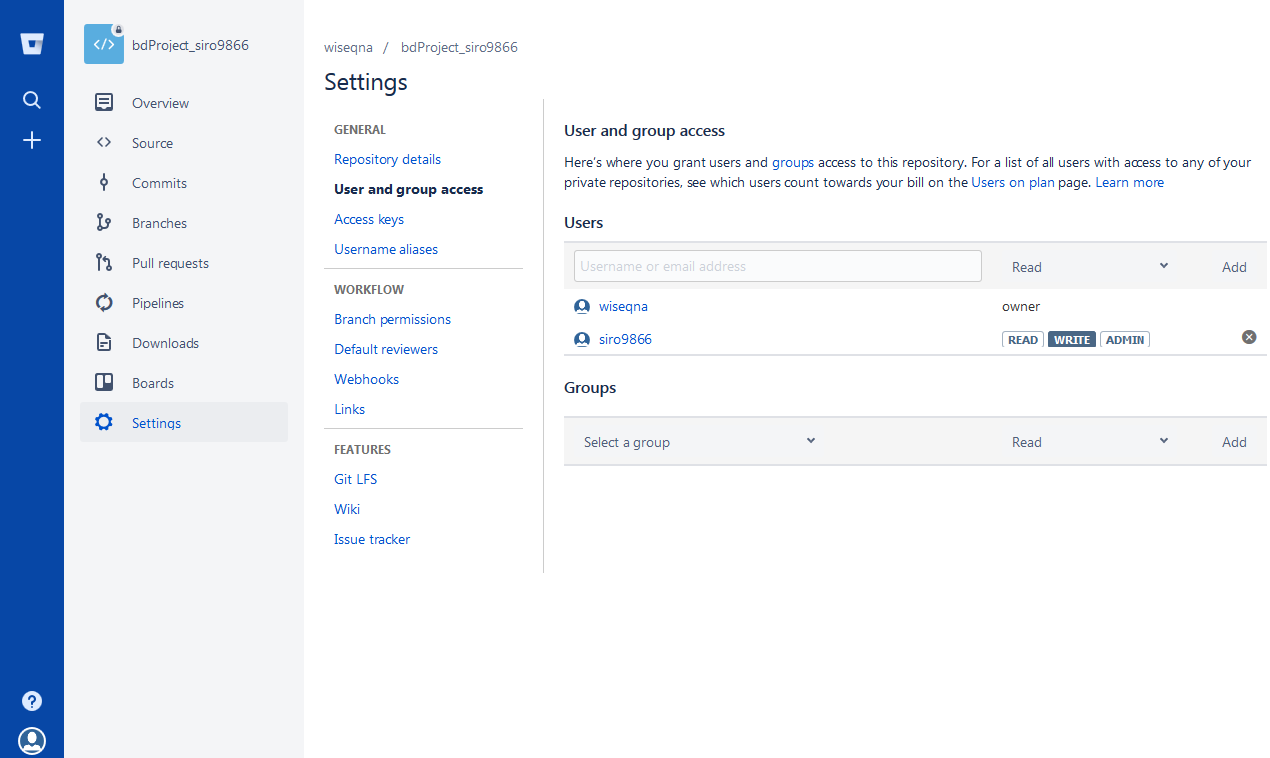 bdProject_siro9866
Overview
Source
Commits
Branches
Pull requests
Pipelines
Downloads
Boards
Settings
wiseqna / bdProject_siro9866
Settings
GENERAL
Repository details
User and group access
Access keys
Username aliases
WORKFLOW
Branch permissions
Default reviewers
Webhooks
Links
FEATURES
Git LFS
Wiki
Issue tracker
User and group access
Here's where you grant users and groups access to this repository. For a list of all users with access to any of your
private repositories, see which users count towards your bill on the Users on plan page. Learn more
Users
Username or email address Read Add
wiseqna owner
siro9866 READ WRITE ADMIN
Groups
Select a group Read Add